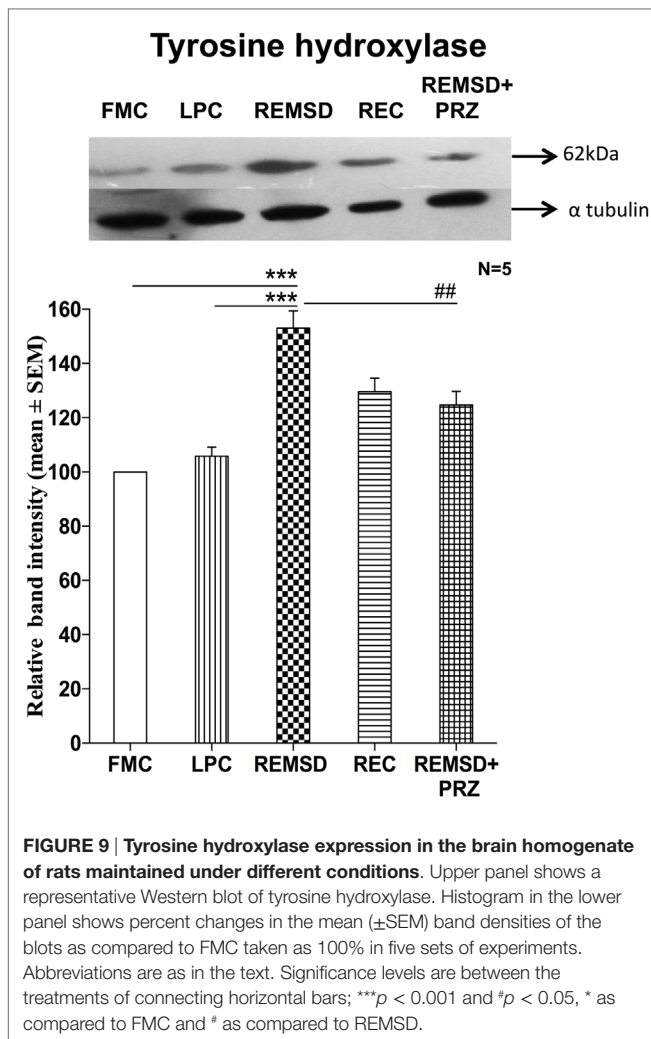 Tyrosine hydroxylase
FMC LPC REMSD REC REMSD+
PRZ
62kDa
α tubulin
N=5
***
*** ##
Relative band intensity (mean ± SEM)
160
140
120
100
80
60
40
20
0
FMC LPC REMSD REC REMSD+
PRZ
FIGURE 9 | Tyrosine hydroxylase expression in the brain homogenate
of rats maintained under different conditions. Upper panel shows a
representative Western blot of tyrosine hydroxylase. Histogram in the lower
panel shows percent changes in the mean (±SEM) band densities of the
blots as compared to FMC taken as 100% in five sets of experiments.
Abbreviations are as in the text. Significance levels are between the
treatments of connecting horizontal bars; ***p < 0.001 and #p < 0.05, * as
compared to FMC and # as compared to REMSD.